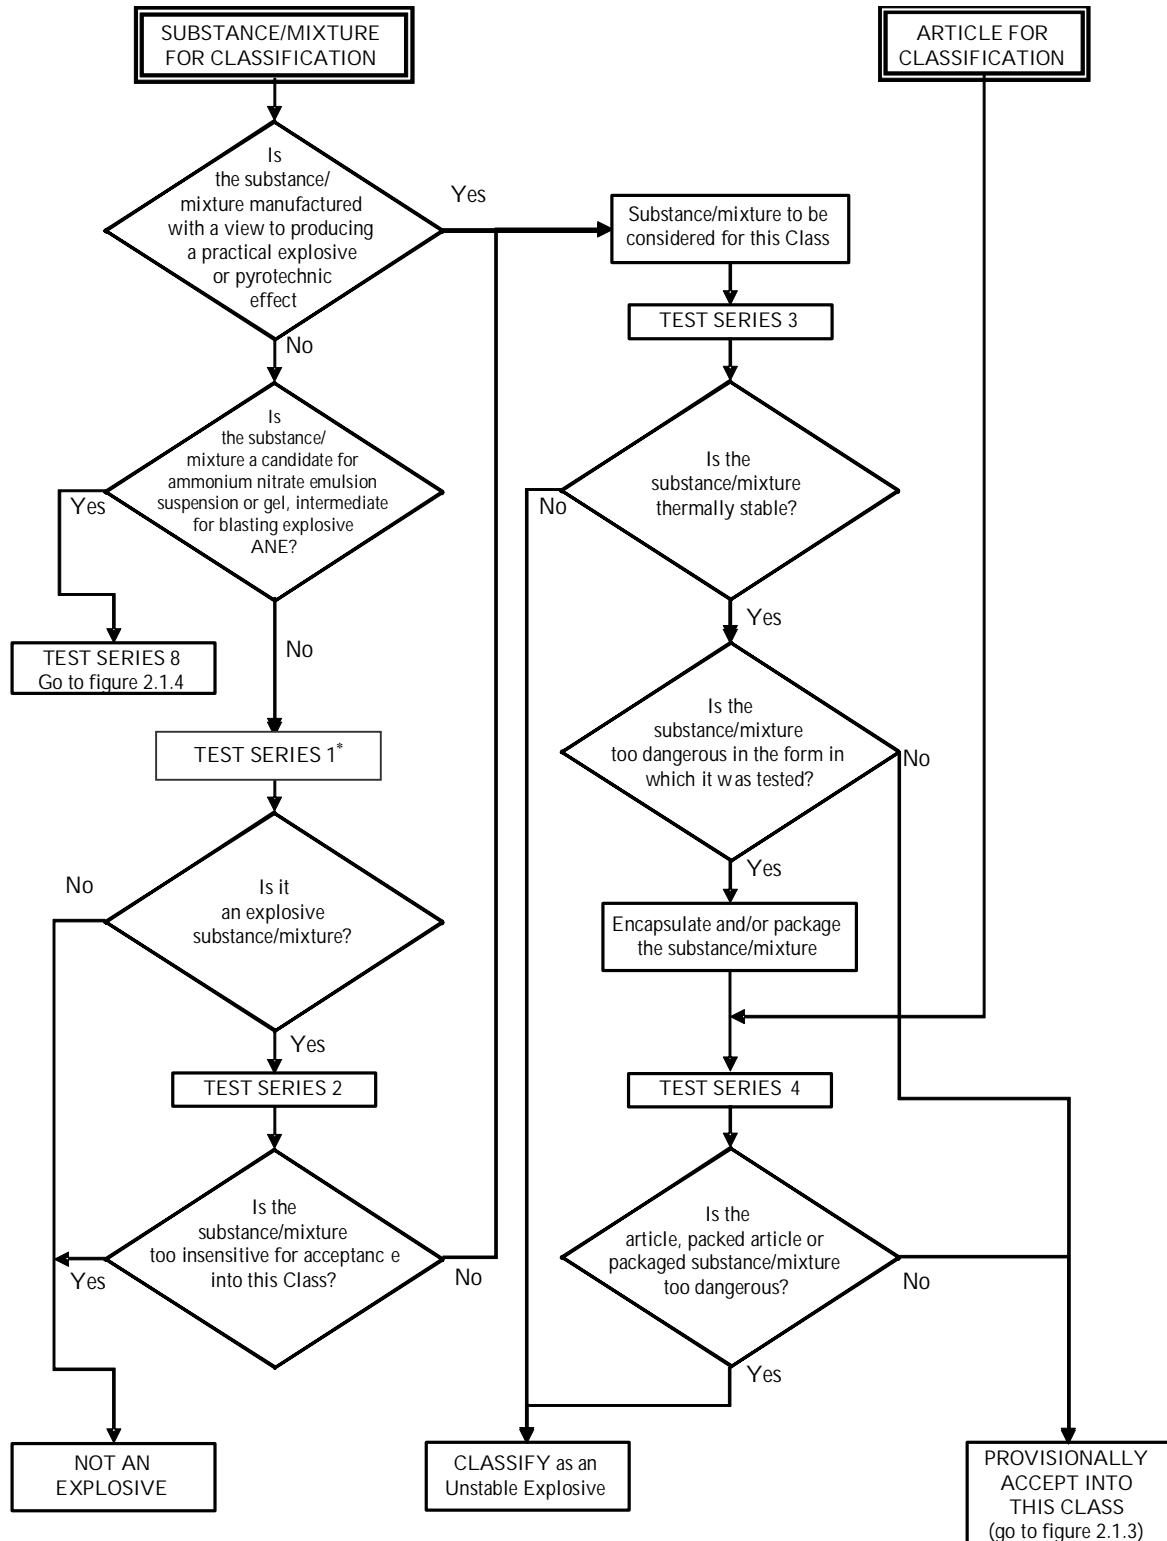 SUBSTANCE/MIXTURE
FOR CLASSIFICATION
ARTICLE FOR
CLASSIFICATION
Is
the substance/
mixture manufactured
with a view to producing
a practical explosive
or pyrotechnic
effect
Yes
No
Substance/mixture to be
considered for this Class
TEST SERIES 3
Is
the substance/
mixture a candidate for
ammonium nitrate emulsion
suspension or gel, intermediate
for blasting explosive
ANE?
Yes
No
TEST SERIES 8
Go to figure 2.1.4
Is the
substance/mixture
thermally stable?
No
Yes
TEST SERIES 1*
Is the
substance/mixture
too dangerous in the form in
which it was tested?
No
Yes
Is it
an explosive
substance/mixture?
No
Yes
Encapsulate and/or package
the substance/mixture
TEST SERIES 2
TEST SERIES 4
Is the
substance/mixture
too insensitive for acceptanc e
into this Class?
Yes
No
Is the
article, packed article or
packaged substance/mixture
too dangerous?
No
Yes
NOT AN
EXPLOSIVE
CLASSIFY as an
Unstable Explosive
PROVISIONALLY
ACCEPT INTO
THIS CLASS
(go to figure 2.1.3)